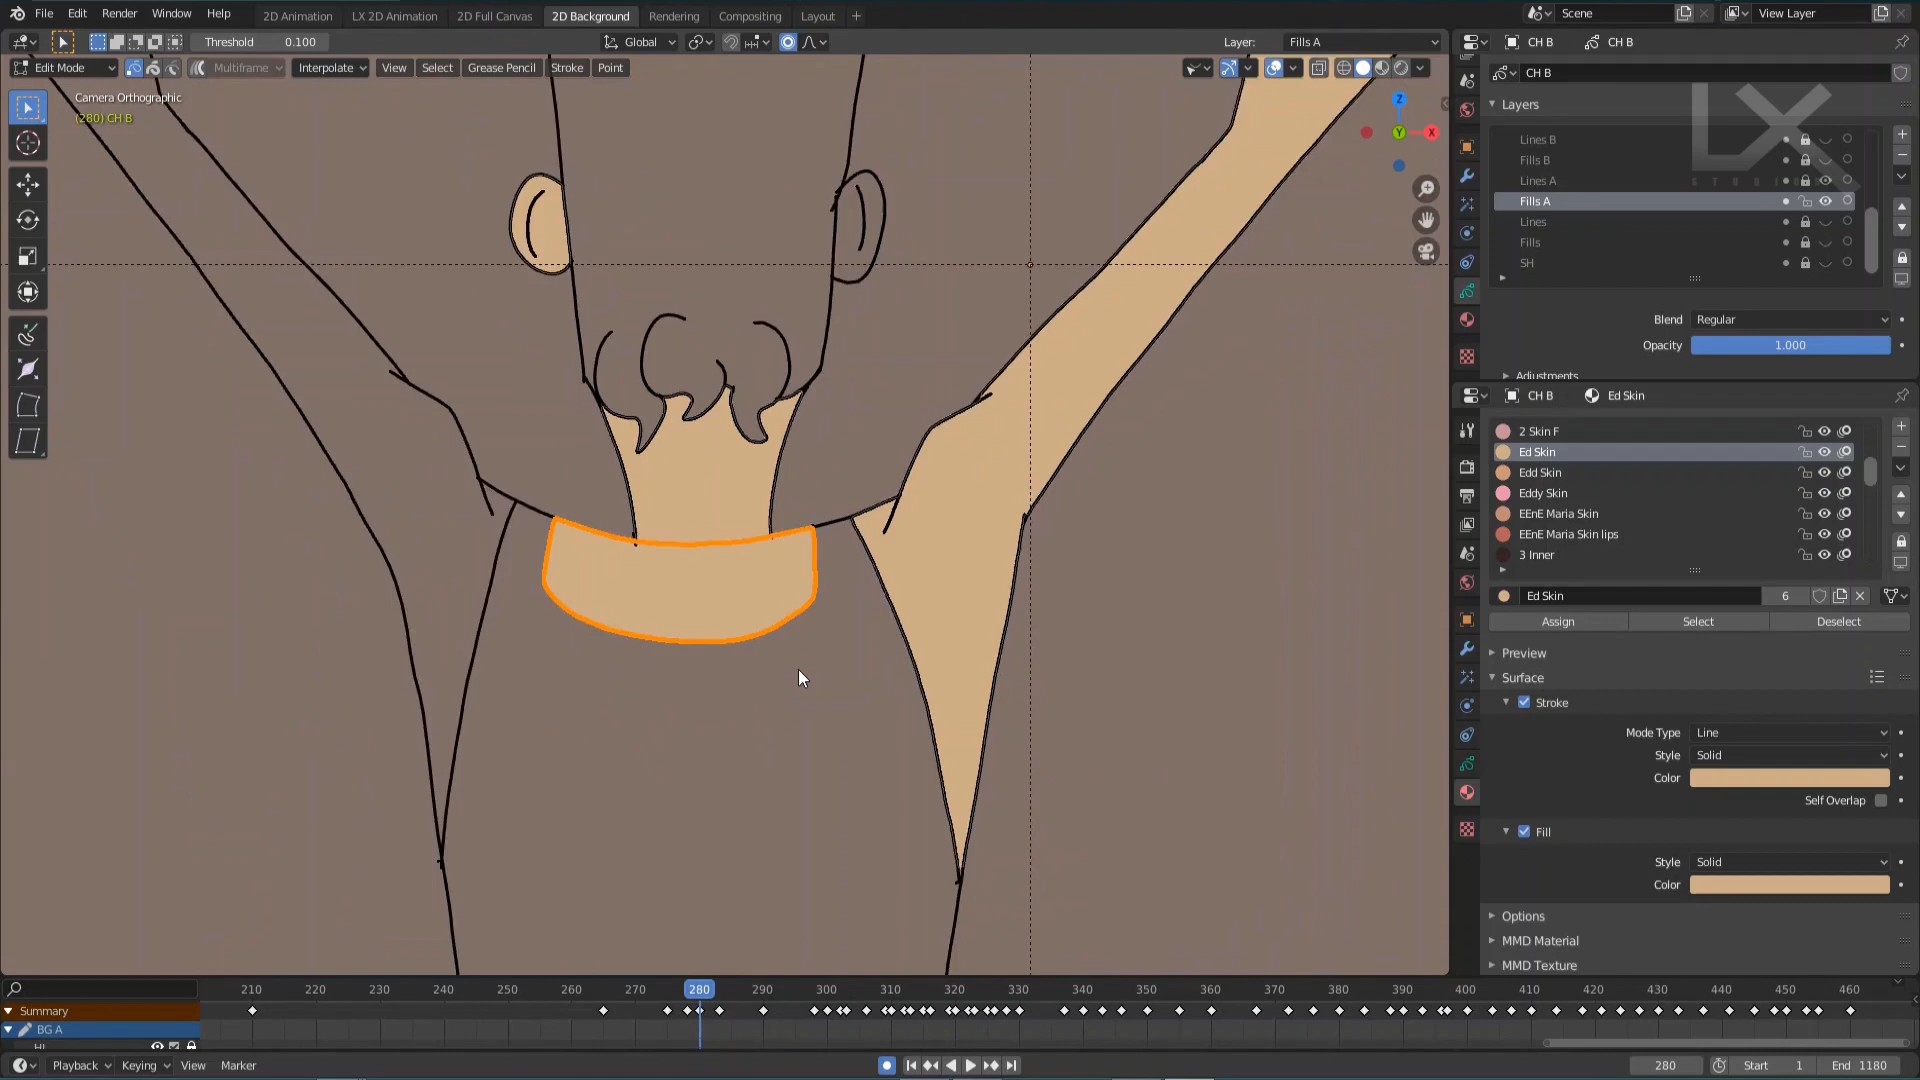 File Edit Render Window Help 2D Animation LX 2D Animation 2D Full Canvas 2D Background Rendering Compositing Layout + Scene View Layer
Threshold 0.100 Global Layer: Fills A CH B CH B
Edit Mode Multiframe Interpolate View Select Grease Pencil Stroke Point CH B
Camera Orthographic
(280) CH B
Z
Y
X
Layers
LX
Lines B
Fills B
Lines A
Fills A
Lines
Fills
SH
Blend Regular
Opacity 1.000
Adjustments
CH B Ed Skin
2 Skin F
Ed Skin
Edd Skin
Eddy Skin
EEnE Maria Skin
EEnE Maria Skin lips
3 Inner
Ed Skin 6
Assign Select Deselect
Preview
Surface
Stroke
Mode Type Line
Style Solid
Color
Self Overlap
Fill
Style Solid
Color
Options
MMD Material
MMD Texture
210 220 230 240 250 260 270 280 290 300 310 320 330 340 350 360 370 380 390 400 410 420 430 440 450 460
Summary
BG A
HI
Playback Keying View Marker 280 Start 1 End 1180